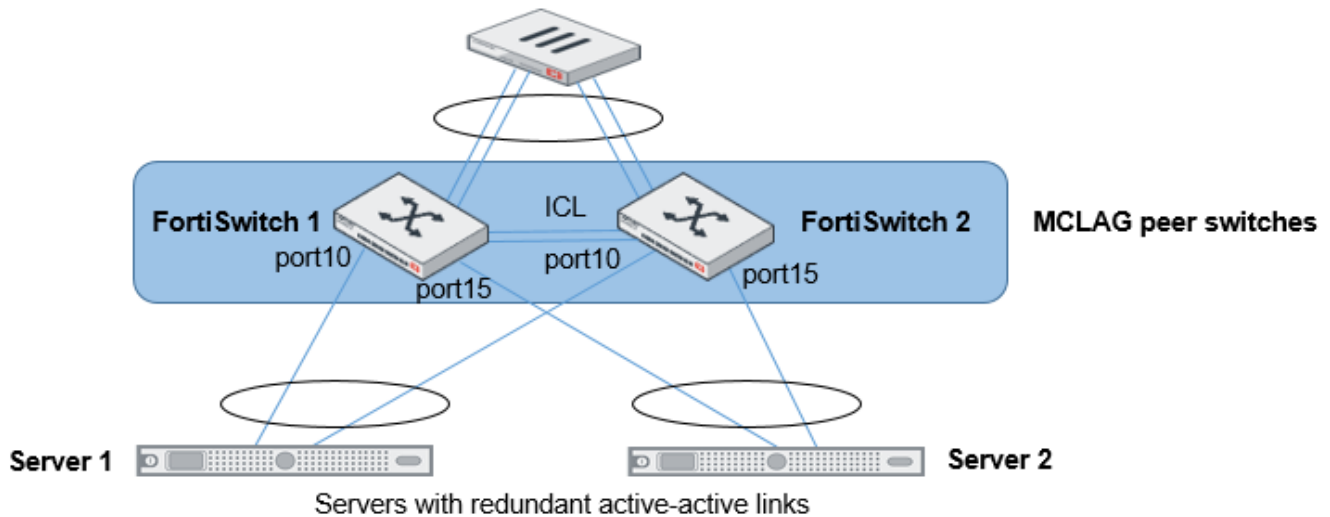 ICL
FortiSwitch 1
FortiSwitch 2
MCLAG peer switches
port10
port10
port15
port15
Server 1
Server 2
Servers with redundant active-active links